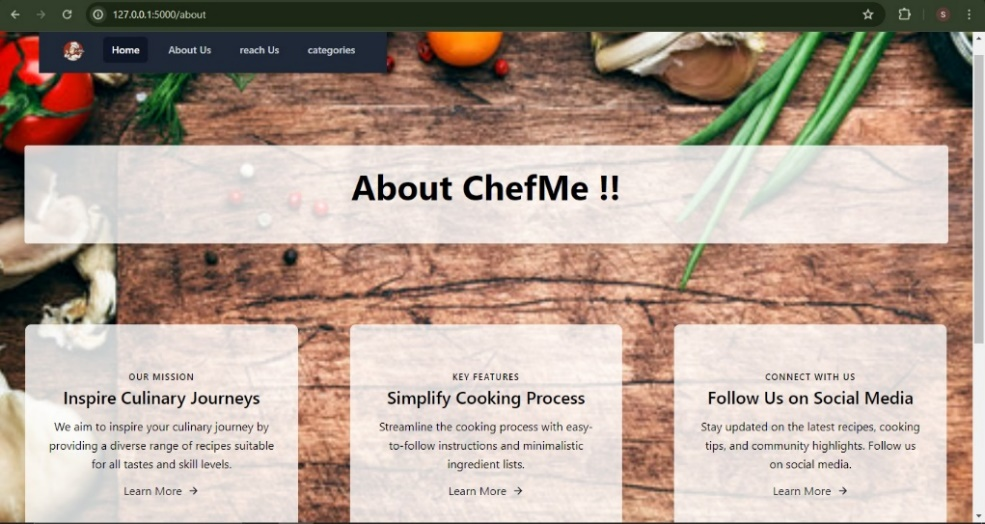 127.0.0.1:5000/about
S
Home About Us reach Us categories
About ChefMe !!
OUR MISSION
Inspire Culinary Journeys
We aim to inspire your culinary journey by
providing a diverse range of recipes suitable
for all tastes and skill levels.
Learn More →
KEY FEATURES
Simplify Cooking Process
Streamline the cooking process with easy-
to-follow instructions and minimalistic
ingredient lists.
Learn More →
CONNECT WITH US
Follow Us on Social Media
Stay updated on the latest recipes, cooking
tips, and community highlights. Follow us
on social media.
Learn More →